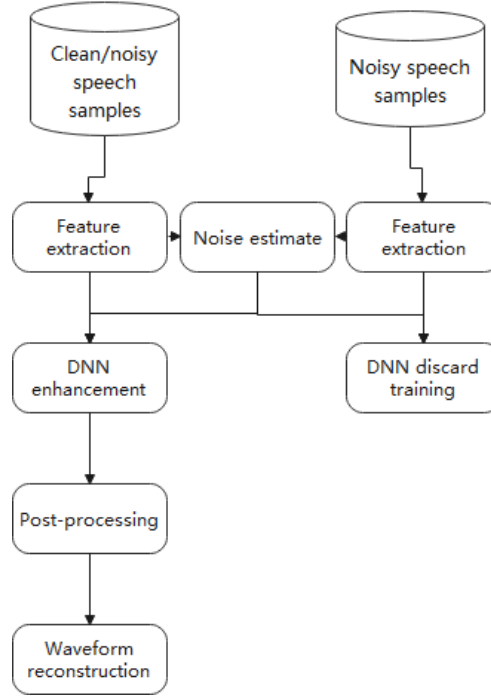 Clean/noisy
speech
samples
Noisy speech
samples
Feature
extraction
Noise estimate
Feature
extraction
DNN
enhancement
DNN discard
training
Post-processing
Waveform
reconstruction